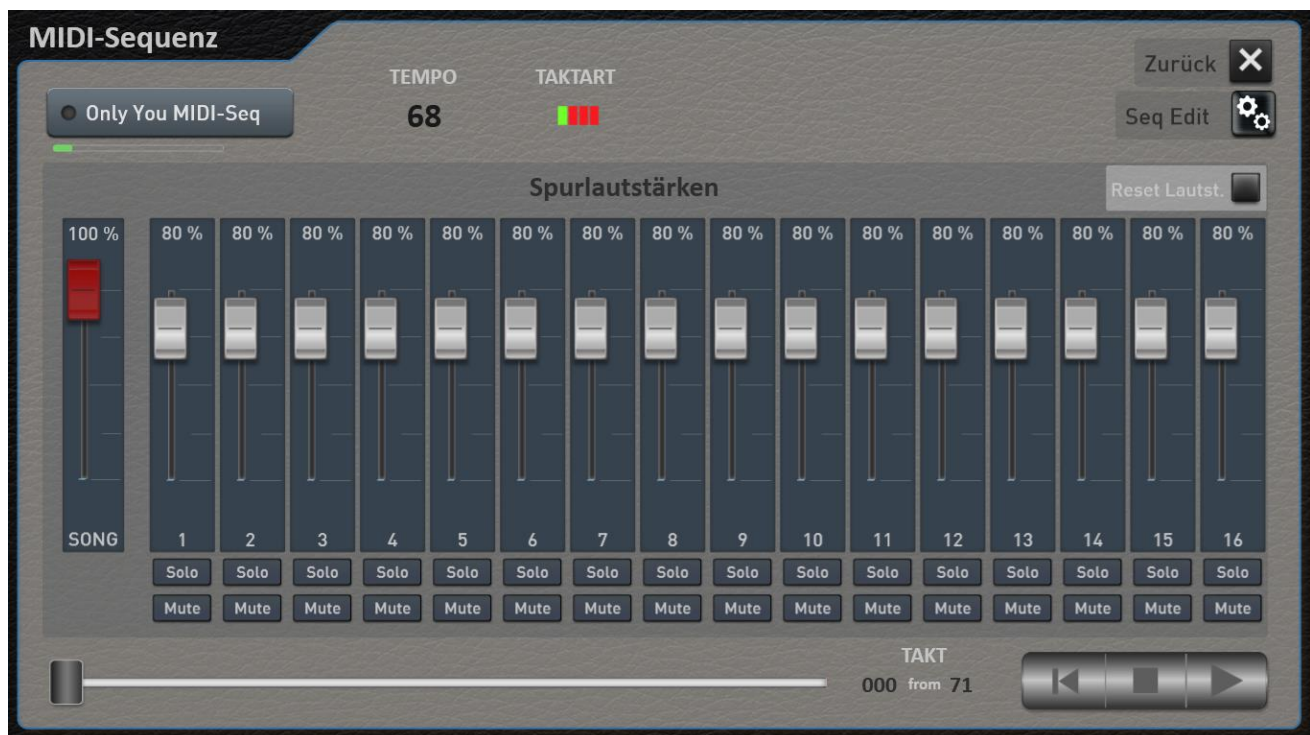 MIDI-Sequenz
Zurück
TEMPO TAKTART
Only You MIDI-Seq
68
Seq Edit
Spurlautstärken
Reset Lautst.
100 % 80 % 80 % 80 % 80 % 80 % 80 % 80 % 80 % 80 % 80 % 80 % 80 % 80 % 80 % 80 % 80 %
SONG 1 2 3 4 5 6 7 8 9 10 11 12 13 14 15 16
Solo Solo Solo Solo Solo Solo Solo Solo Solo Solo Solo Solo Solo Solo Solo Solo
Mute Mute Mute Mute Mute Mute Mute Mute Mute Mute Mute Mute Mute Mute Mute Mute
TAKT
000 from 71